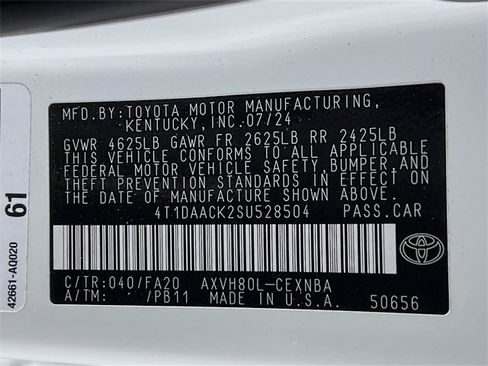 MFD.BY: TOYOTA MOTOR MANUFACTURING,
KENTUCKY, INC. 07/24
GVWR 4625LB GAWR FR 2625LB RR 2425LB
THIS VEHICLE CONFORMS TO ALL APPLICABLE
FEDERAL MOTOR VEHICLE SAFETY, BUMPER, AND
THEFT PREVENTION STANDARDS IN EFFECT ON
THE DATE OF MANUFACTURE SHOWN ABOVE.
4T1DAACK2SU528504 PASS.CAR
C/TR:040/FA20 AXVH80L-CEXNBA
A/TM: /PB11 MADE IN U.S.A. 50656
42661-A0020
61